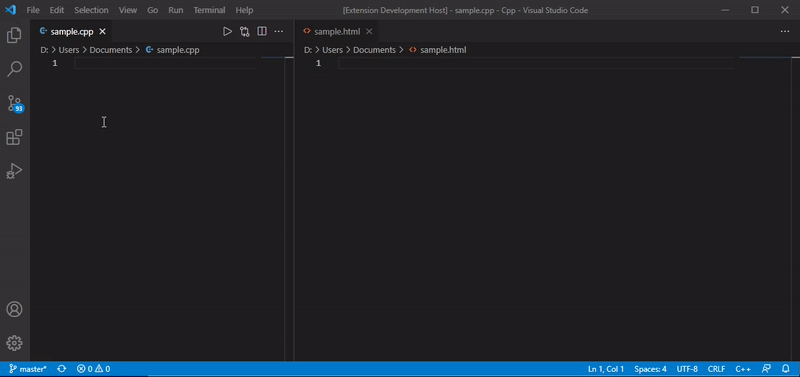 File Edit Selection View Go Run Terminal Help [Extension Development Host] - sample.cpp - Cpp - Visual Studio Code
sample.cpp sample.html
D: > Users > Documents > sample.cpp D: > Users > Documents > sample.html
1 1
93
master* 0 0 Ln 1, Col 1 Spaces: 4 UTF-8 CRLF C++